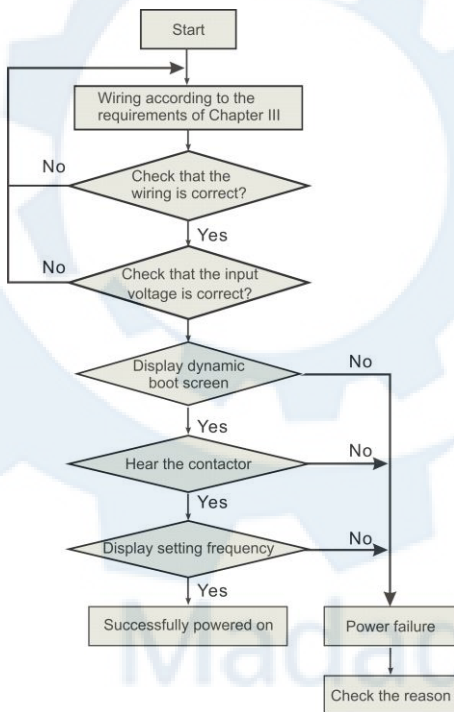 Start
Wiring according to the
requirements of Chapter III
No
Check that the
wiring is correct?
Yes
No
Check that the input
voltage is correct?
Display dynamic
boot screen
No
Yes
Hear the contactor
No
Yes
Display setting frequency
No
Yes
Successfully powered on
Power failure
Check the reason